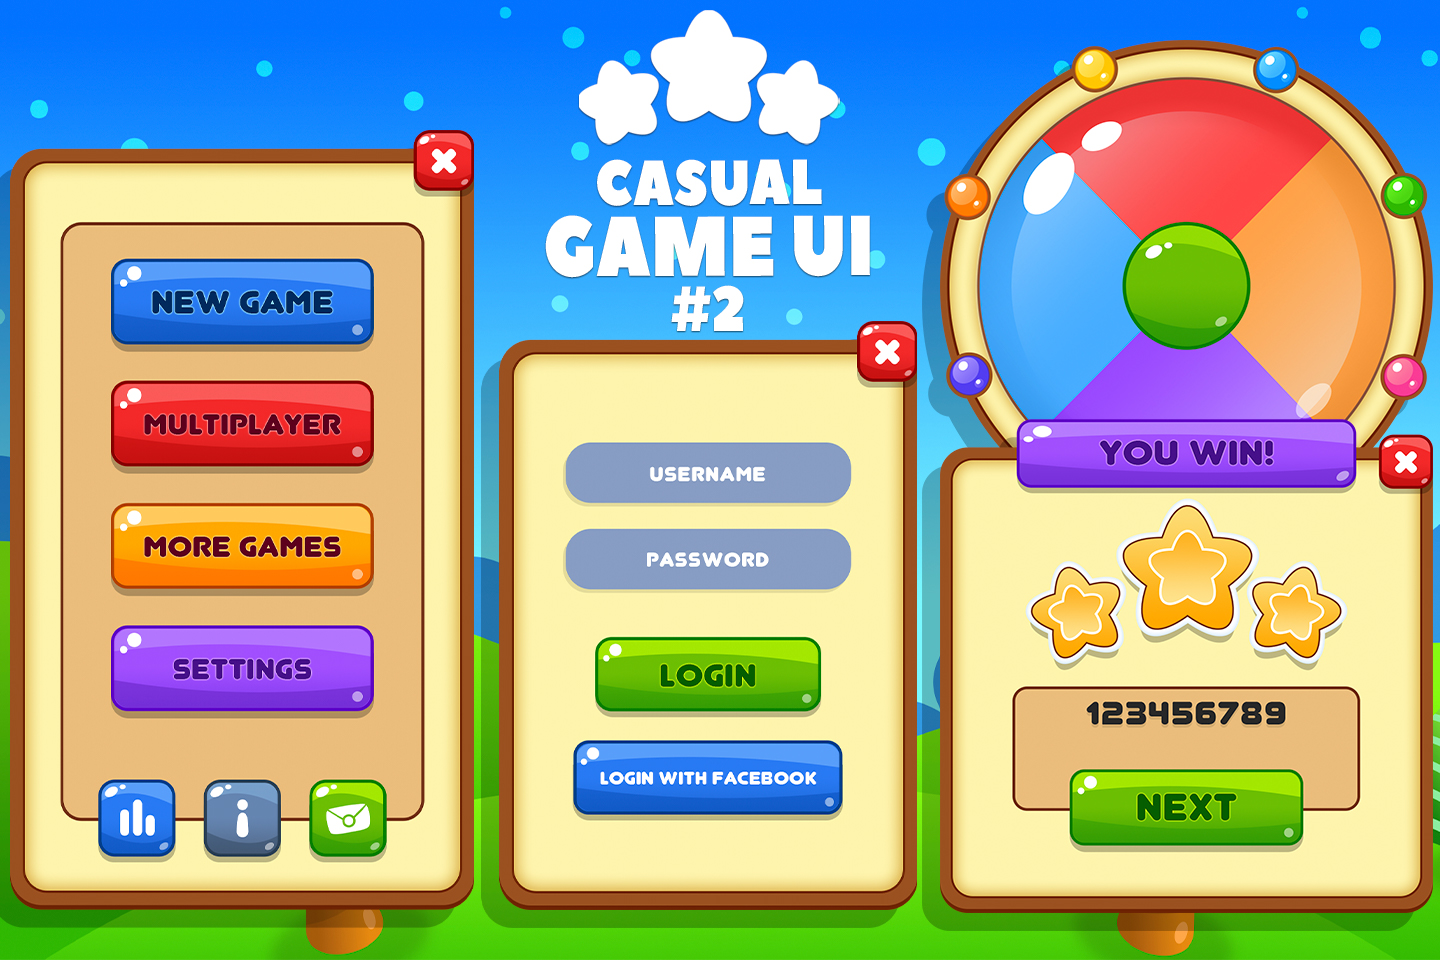 CASUAL
GAME UI
#2
NEW GAME
MULTIPLAYER
MORE GAMES
SETTINGS
USERNAME
PASSWORD
LOGIN
LOGIN WITH FACEBOOK
YOU WIN!
123456789
NEXT